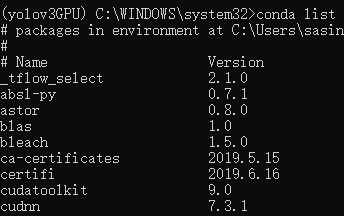 (yolov3GPU) C:\WINDOWS\system32>conda list
# packages in environment at C:\Users\sasin
#
# Name Version
_tflow_select 2.1.0
absl-py 0.7.1
astor 0.8.0
blas 1.0
bleach 1.5.0
ca-certificates 2019.5.15
certifi 2019.6.16
cudatoolkit 9.0
cudnn 7.3.1